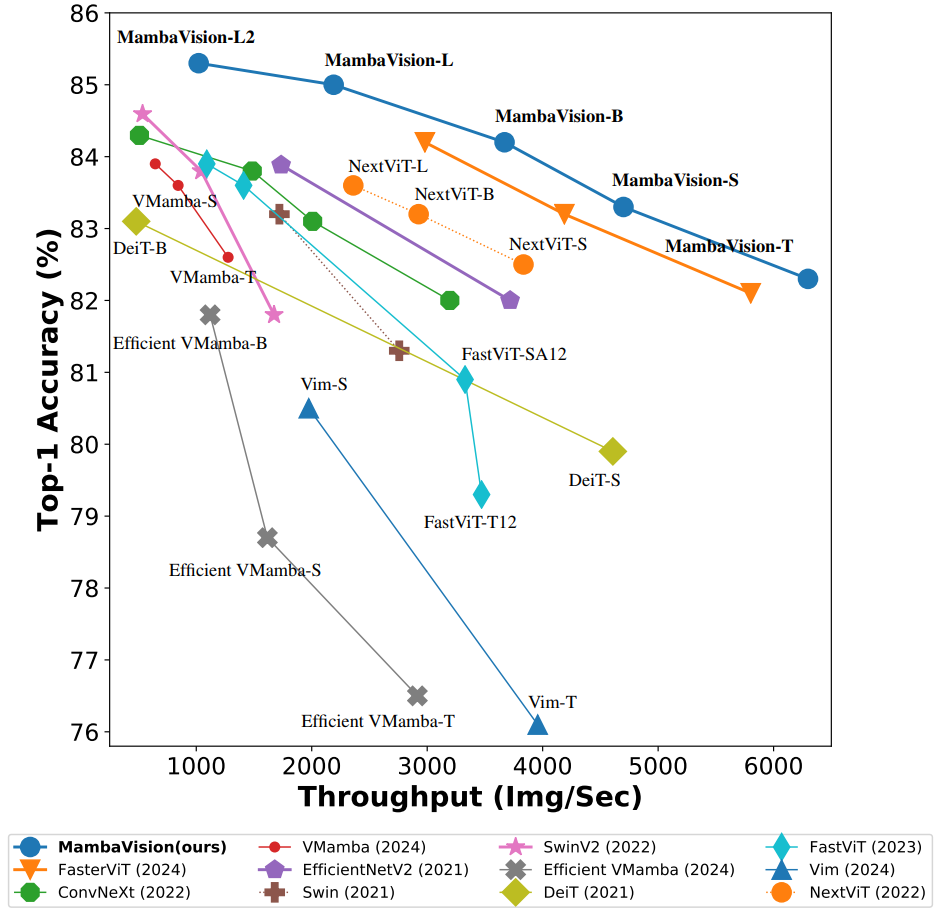 86
85
84
83
82
81
80
79
78
77
76
Top-1 Accuracy (%)
MambaVision-L2
MambaVision-L
MambaVision-B
NextViT-L
MambaVision-S
NextViT-B
VMamba-S
DeiT-B
NextViT-S
MambaVision-T
VMamba-T
Efficient VMamba-B
FastViT-SA12
Vim-S
DeiT-S
FastViT-T12
Efficient VMamba-S
Vim-T
Efficient VMamba-T
1000 2000 3000 4000 5000 6000
Throughput (Img/Sec)
MambaVision(ours) VMamba (2024) SwinV2 (2022) FastViT (2023)
FasterViT (2024) EfficientNetV2 (2021) Efficient VMamba (2024) Vim (2024)
ConvNeXt (2022) Swin (2021) DeiT (2021) NextViT (2022)